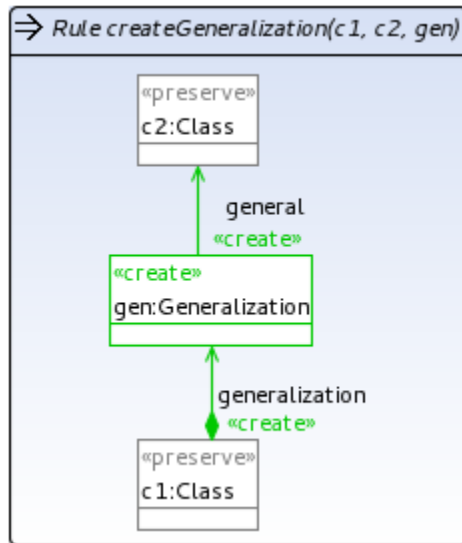 Rule createGeneralization(c1, c2, gen)
«preserve»
c2:Class
general
«create»
«create»
gen:Generalization
generalization
«create»
«preserve»
c1:Class